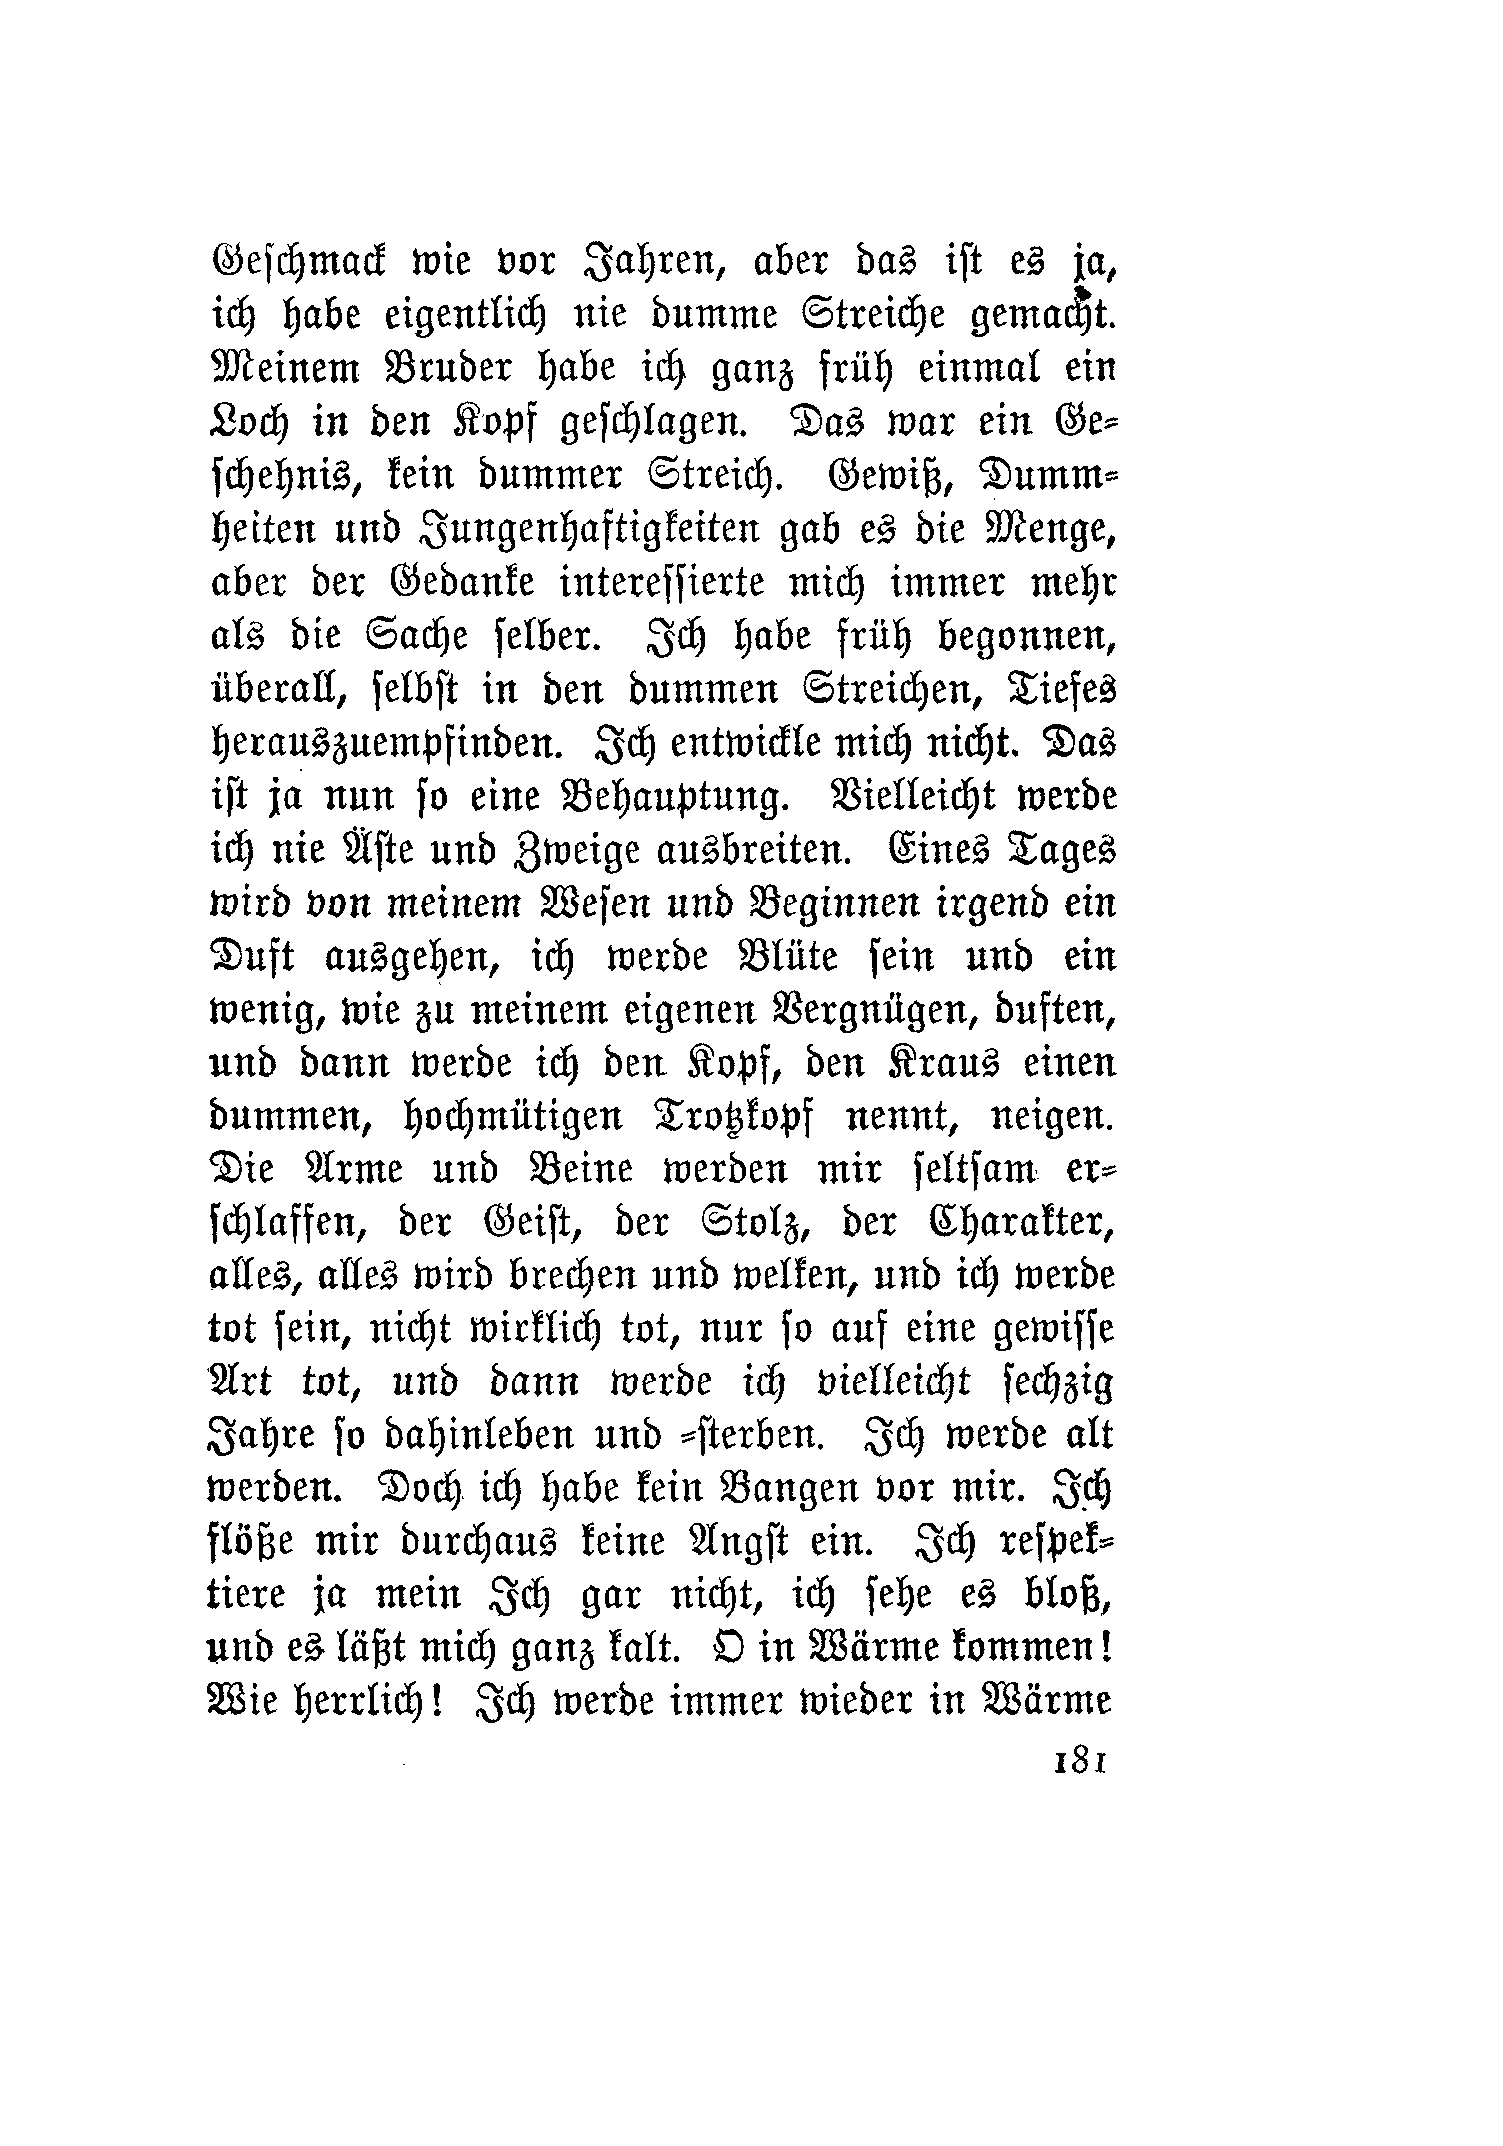 Geſchmack wie vor Jahren, aber das iſt es ja,
ich habe eigentlich nie dumme Streiche gemacht.
Meinem Bruder habe ich ganz früh einmal ein
Loch in den Kopf geſchlagen. Das war ein Ge⸗
ſchehnis, kein dummer Streich. Gewiß, Dumm⸗
heiten und Jungenhaftigkeiten gab es die Menge,
aber der Gedanke intereſſierte mich immer mehr
als die Sache ſelber. Ich habe früh begonnen,
überall, ſelbſt in den dummen Streichen, Tiefes
herauszuempfinden. Ich entwickle mich nicht. Das
iſt ja nun ſo eine Behauptung. Vielleicht werde
ich nie Äſte und Zweige ausbreiten. Eines Tages
wird von meinem Weſen und Beginnen irgend ein
Duft ausgehen, ich werde Blüte ſein und ein
wenig, wie zu meinem eigenen Vergnügen, duften,
und dann werde ich den Kopf, den Kraus einen
dummen, hochmütigen Trotzkopf nennt, neigen.
Die Arme und Beine werden mir ſeltſam er⸗
ſchlaffen, der Geiſt, der Stolz, der Charakter,
alles, alles wird brechen und welken, und ich werde
tot ſein, nicht wirklich tot, nur ſo auf eine gewiſſe
Art tot, und dann werde ich vielleicht ſechzig
Jahre ſo dahinleben und ⸗ſterben. Ich werde alt
werden. Doch ich habe kein Bangen vor mir. Ich
flöße mir durchaus keine Angſt ein. Ich reſpek⸗
tiere ja mein Ich gar nicht, ich ſehe es bloß,
und es läßt mich ganz kalt. O in Wärme kommen!
Wie herrlich! Ich werde immer wieder in Wärme
181